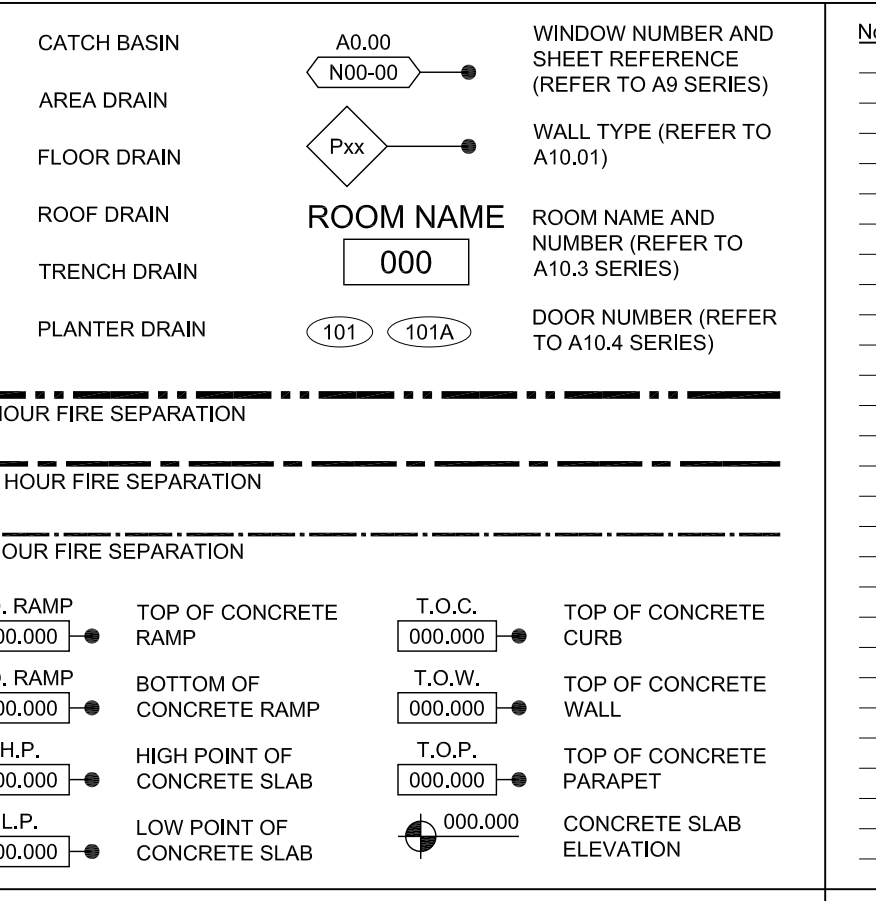 CATCH BASIN
AREA DRAIN
FLOOR DRAIN
ROOF DRAIN
TRENCH DRAIN
PLANTER DRAIN
A0.00
N00-00
WINDOW NUMBER AND
SHEET REFERENCE
(REFER TO A9 SERIES)
Pxx
WALL TYPE (REFER TO
A10.01)
ROOM NAME
000
ROOM NAME AND
NUMBER (REFER TO
A10.3 SERIES)
101
101A
DOOR NUMBER (REFER
TO A10.4 SERIES)
HOUR FIRE SEPARATION
HOUR FIRE SEPARATION
OUR FIRE SEPARATION
. RAMP
00.000
TOP OF CONCRETE
RAMP
. RAMP
00.000
BOTTOM OF
CONCRETE RAMP
H.P.
00.000
HIGH POINT OF
CONCRETE SLAB
L.P.
00.000
LOW POINT OF
CONCRETE SLAB
T.O.C.
000.000
TOP OF CONCRETE
CURB
T.O.W.
000.000
TOP OF CONCRETE
WALL
T.O.P.
000.000
TOP OF CONCRETE
PARAPET
000.000
CONCRETE SLAB
ELEVATION